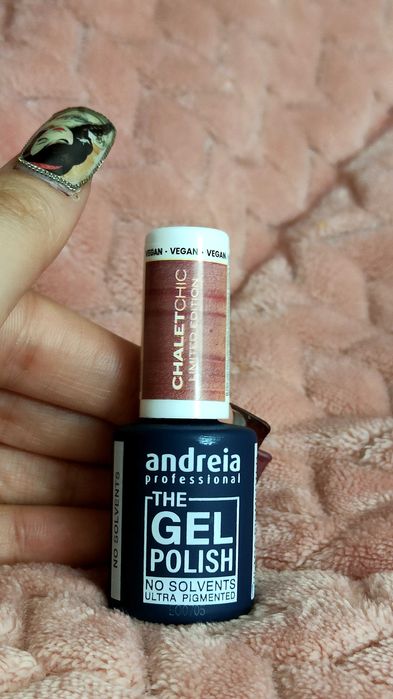 VEGAN · VEGAN · VEGAN
CHALETCHIC
LIMITED EDITION
andreia
professional
THE
GEL
POLISH
NO SOLVENTS
ULTRA PIGMENTED
NO SOLVENTS